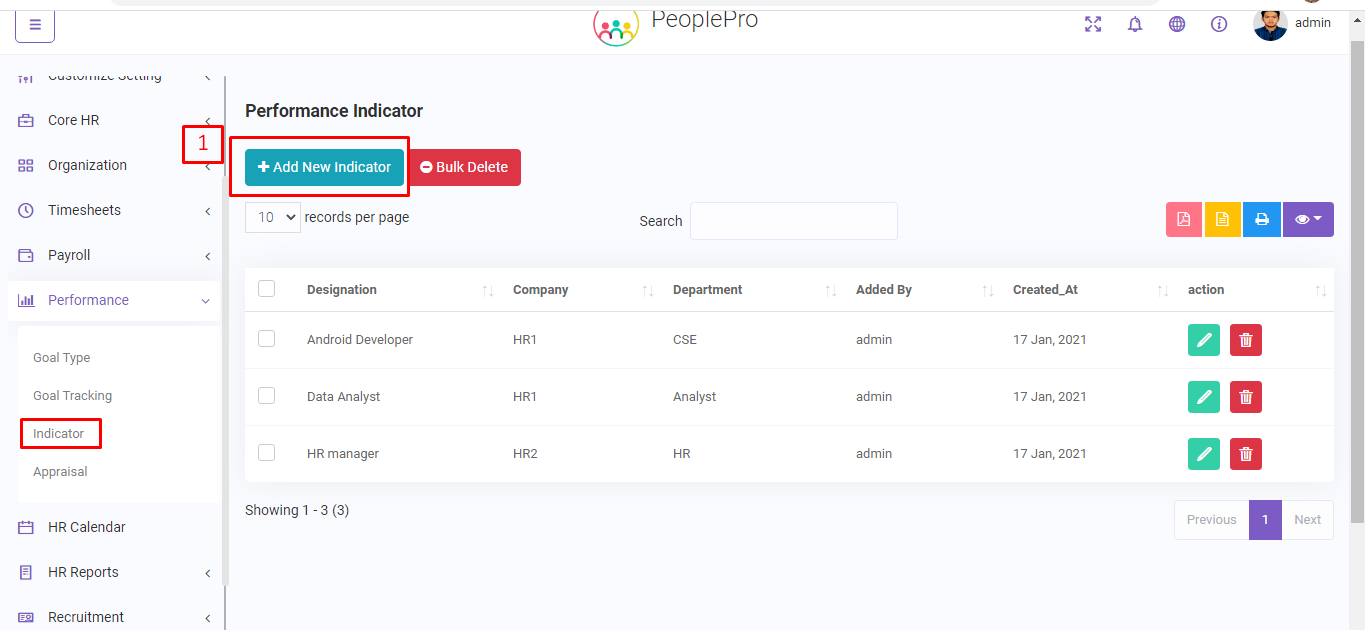 PeoplePro
admin
Customize Setting
Core HR
Organization
Timesheets
Payroll
Performance
Goal Type
Goal Tracking
Indicator
Appraisal
HR Calendar
HR Reports
Recruitment
1
Performance Indicator
Add New Indicator
Bulk Delete
10 records per page
Search
Designation Company Department Added By Created_At action
Android Developer HR1 CSE admin 17 Jan, 2021
Data Analyst HR1 Analyst admin 17 Jan, 2021
HR manager HR2 HR admin 17 Jan, 2021
Showing 1 - 3 (3)
Previous 1 Next